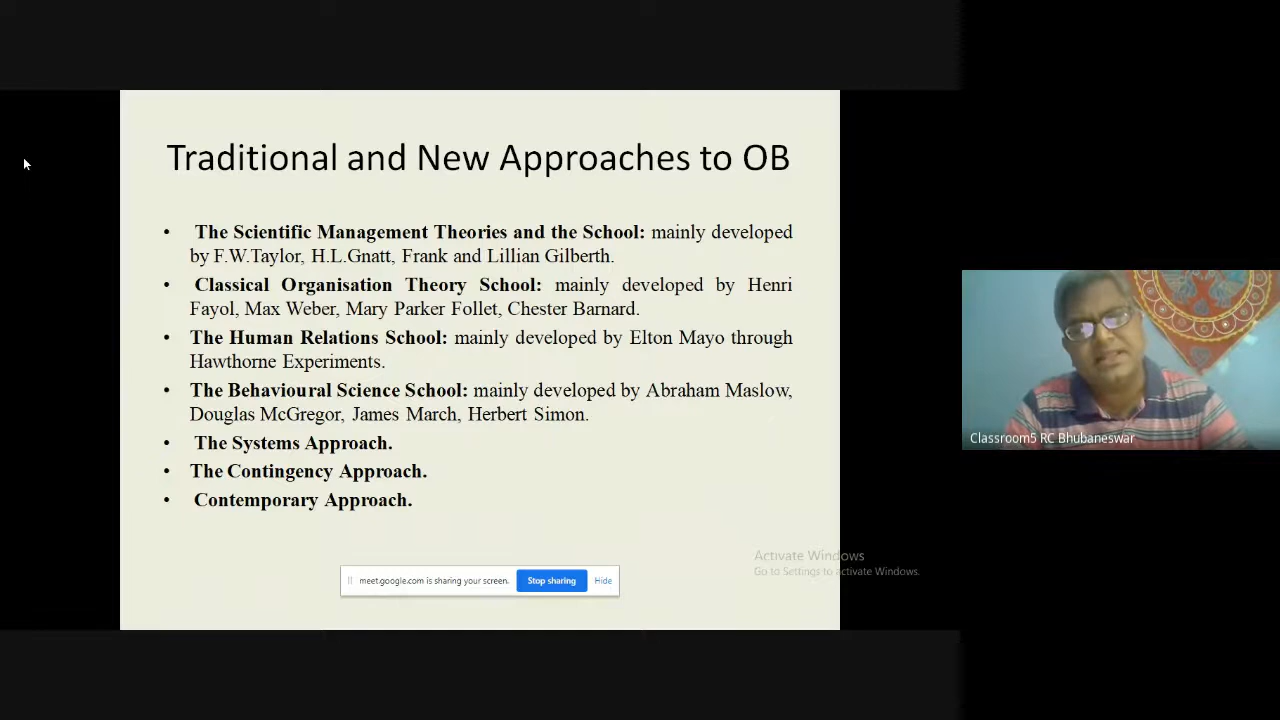 Traditional and New Approaches to OB
• The Scientific Management Theories and the School: mainly developed
by F.W.Taylor, H.L.Gnatt, Frank and Lillian Gilberth.
• Classical Organisation Theory School: mainly developed by Henri
Fayol, Max Weber, Mary Parker Follet, Chester Barnard.
• The Human Relations School: mainly developed by Elton Mayo through
Hawthorne Experiments.
• The Behavioural Science School: mainly developed by Abraham Maslow,
Douglas McGregor, James March, Herbert Simon.
• The Systems Approach.
• The Contingency Approach.
• Contemporary Approach.
Classroom5 RC Bhubaneswar
Activate Windows
Go to Settings to activate Windows.
meet.google.com is sharing your screen. Stop sharing Hide